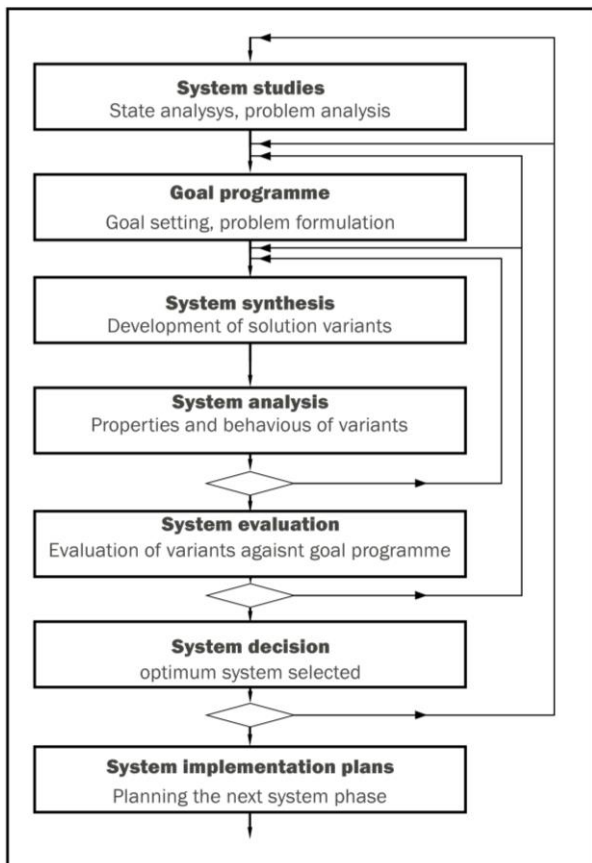 System studies
State analysys, problem analysis
Goal programme
Goal setting, problem formulation
System synthesis
Development of solution variants
System analysis
Properties and behavious of variants
System evaluation
Evaluation of variants agaisnt goal programme
System decision
optimum system selected
System implementation plans
Planning the next system phase